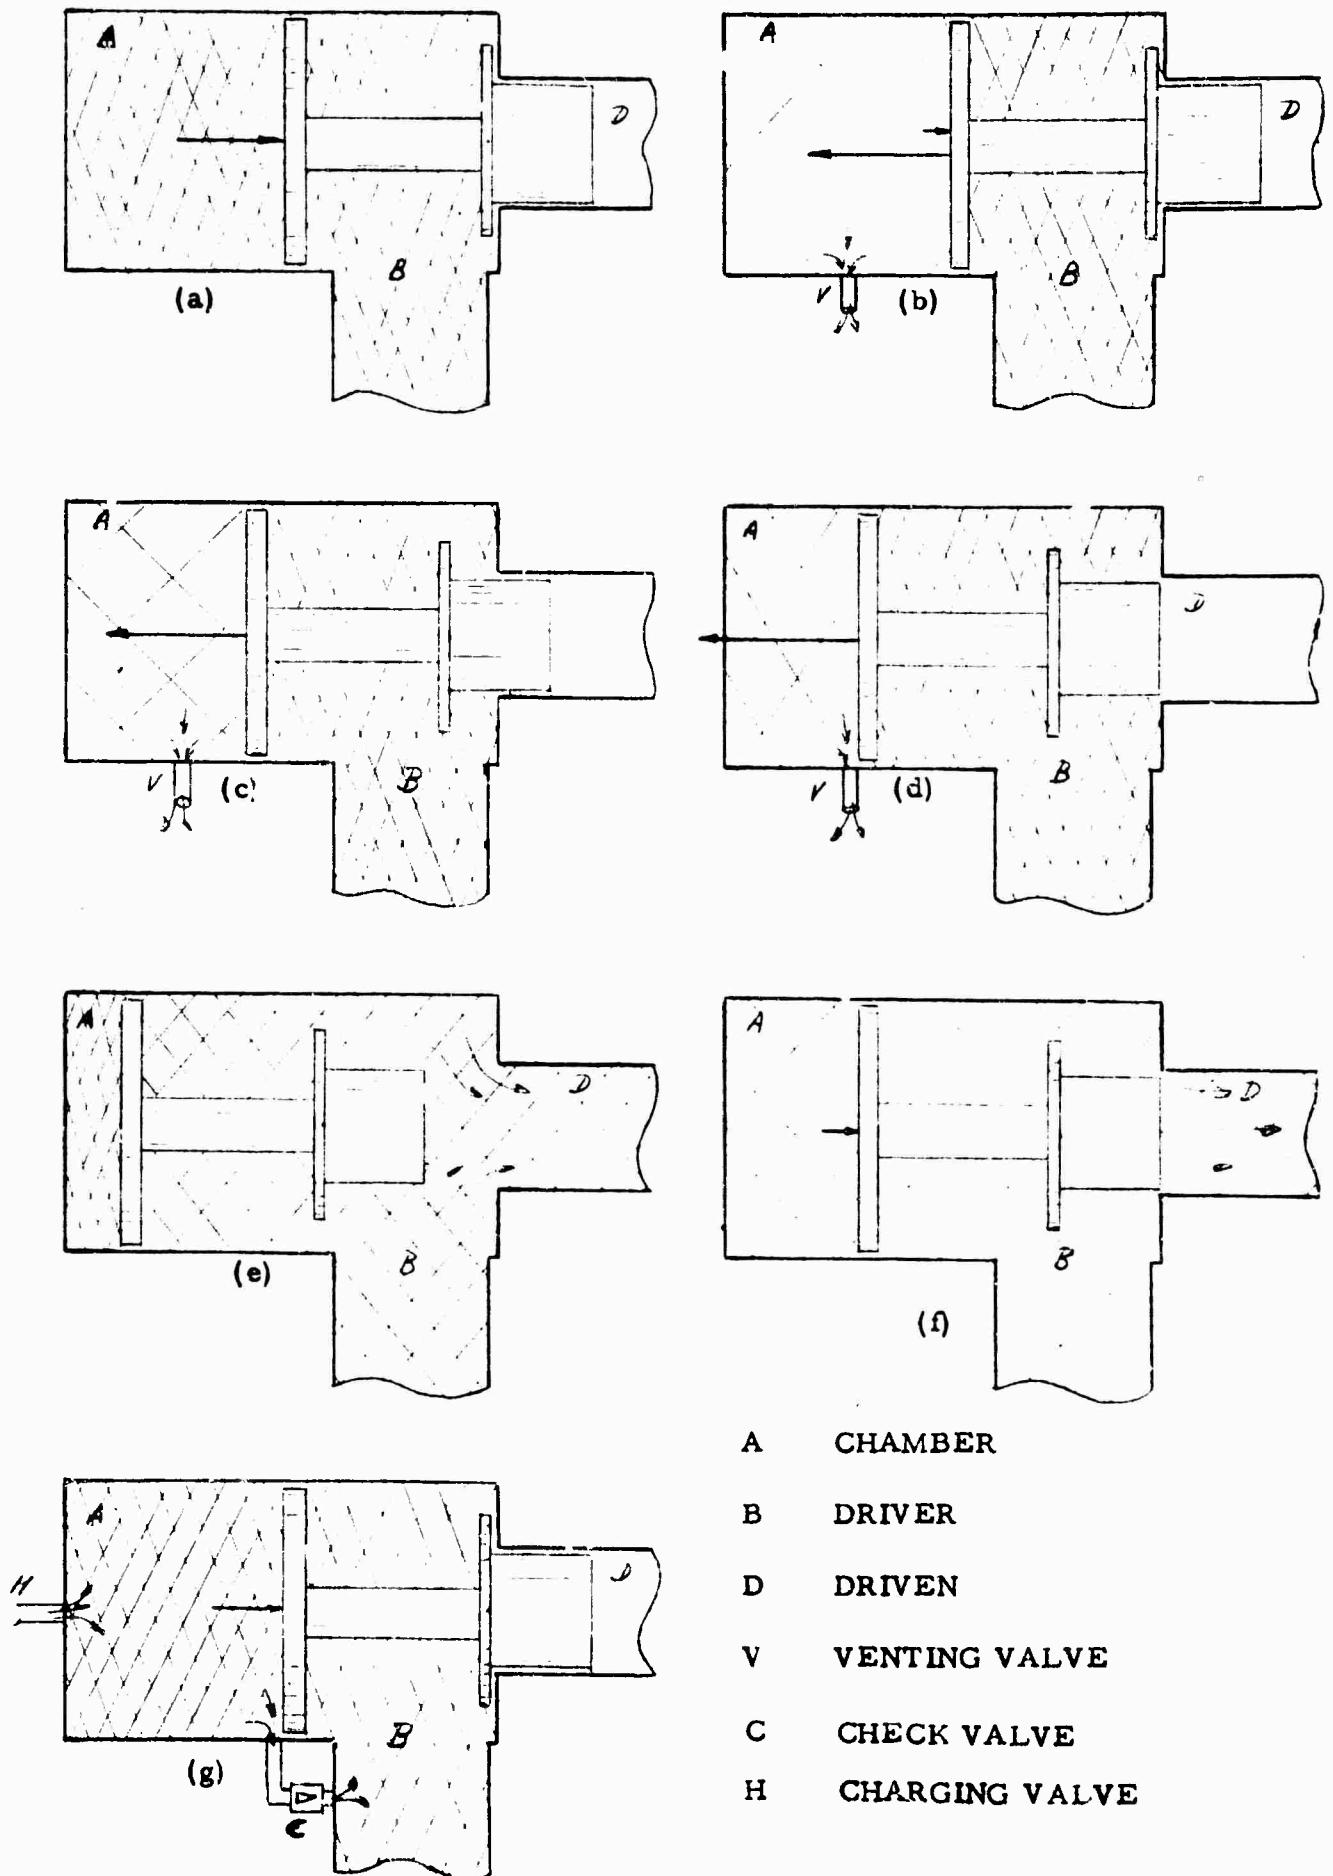 A
D
B
(a)
A
D
B
V
(b)
A
B
V
(c)
A
D
B
V
(d)
A
D
B
(e)
A
D
B
(f)
A CHAMBER
B DRIVER
D DRIVEN
V VENTING VALVE
C CHECK VALVE
H CHARGING VALVE
A
H
D
B
(g)
C